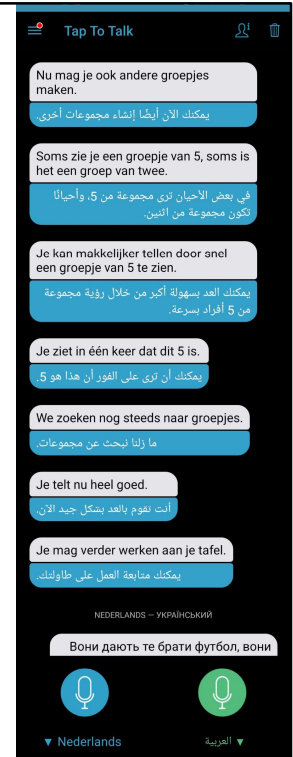 Tap To Talk
Nu mag je ook andere groepjes
maken.
يمكنك الآن أيضًا إنشاء مجموعات أخرى.
Soms zie je een groepje van 5, soms is
het een groep van twee.
في بعض الأحيان ترى مجموعة من 5، وأحيانًا
تكون مجموعة من اثنين.
Je kan makkelijker tellen door snel
een groepje van 5 te zien.
يمكنك العد بسهولة أكبر من خلال رؤية مجموعة
من 5 أفراد بسرعة.
Je ziet in één keer dat dit 5 is.
يمكنك أن ترى على الفور أن هذا هو 5.
We zoeken nog steeds naar groepjes.
ما زلنا نبحث عن مجموعات.
Je telt nu heel goed.
أنت تقوم بالعد بشكل جيد الآن.
Je mag verder werken aan je tafel.
يمكنك متابعة العمل على طاولتك.
NEDERLANDS – УКРАЇНСЬКИЙ
Вони дають те брати футбол, вони
▼ Nederlands
▼ العربية